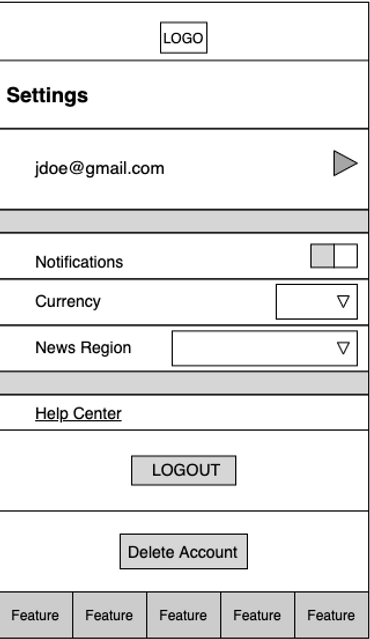 LOGO
Settings
jdoe@gmail.com
Notifications
Currency
News Region
Help Center
LOGOUT
Delete Account
Feature Feature Feature Feature Feature